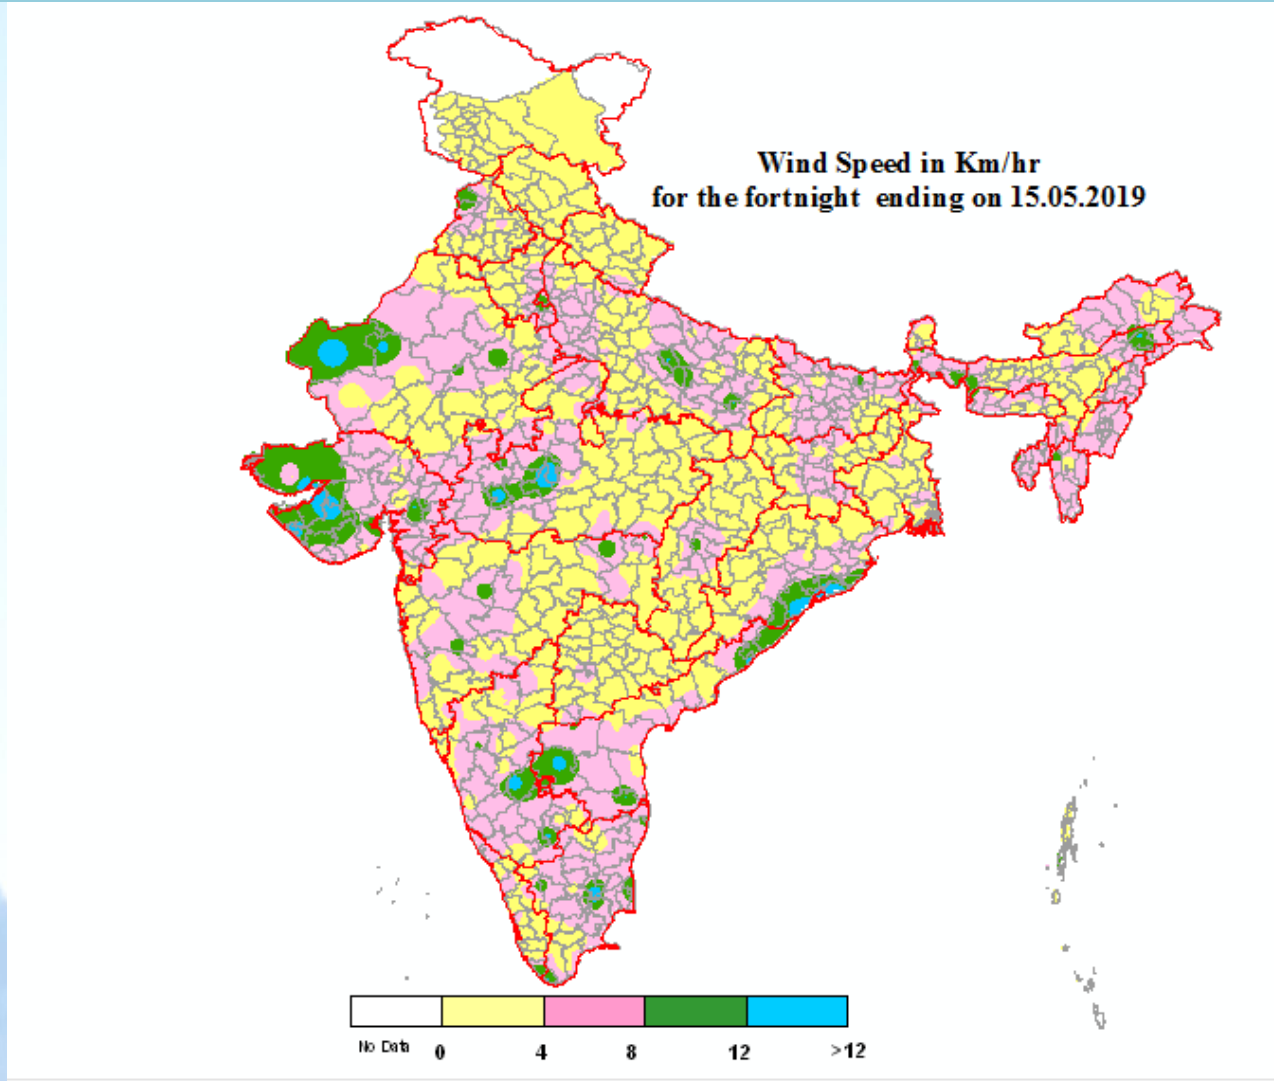 Wind Speed in Km/hr
for the fortnight ending on 15.05.2019
No Data 0 4 8 12 >12